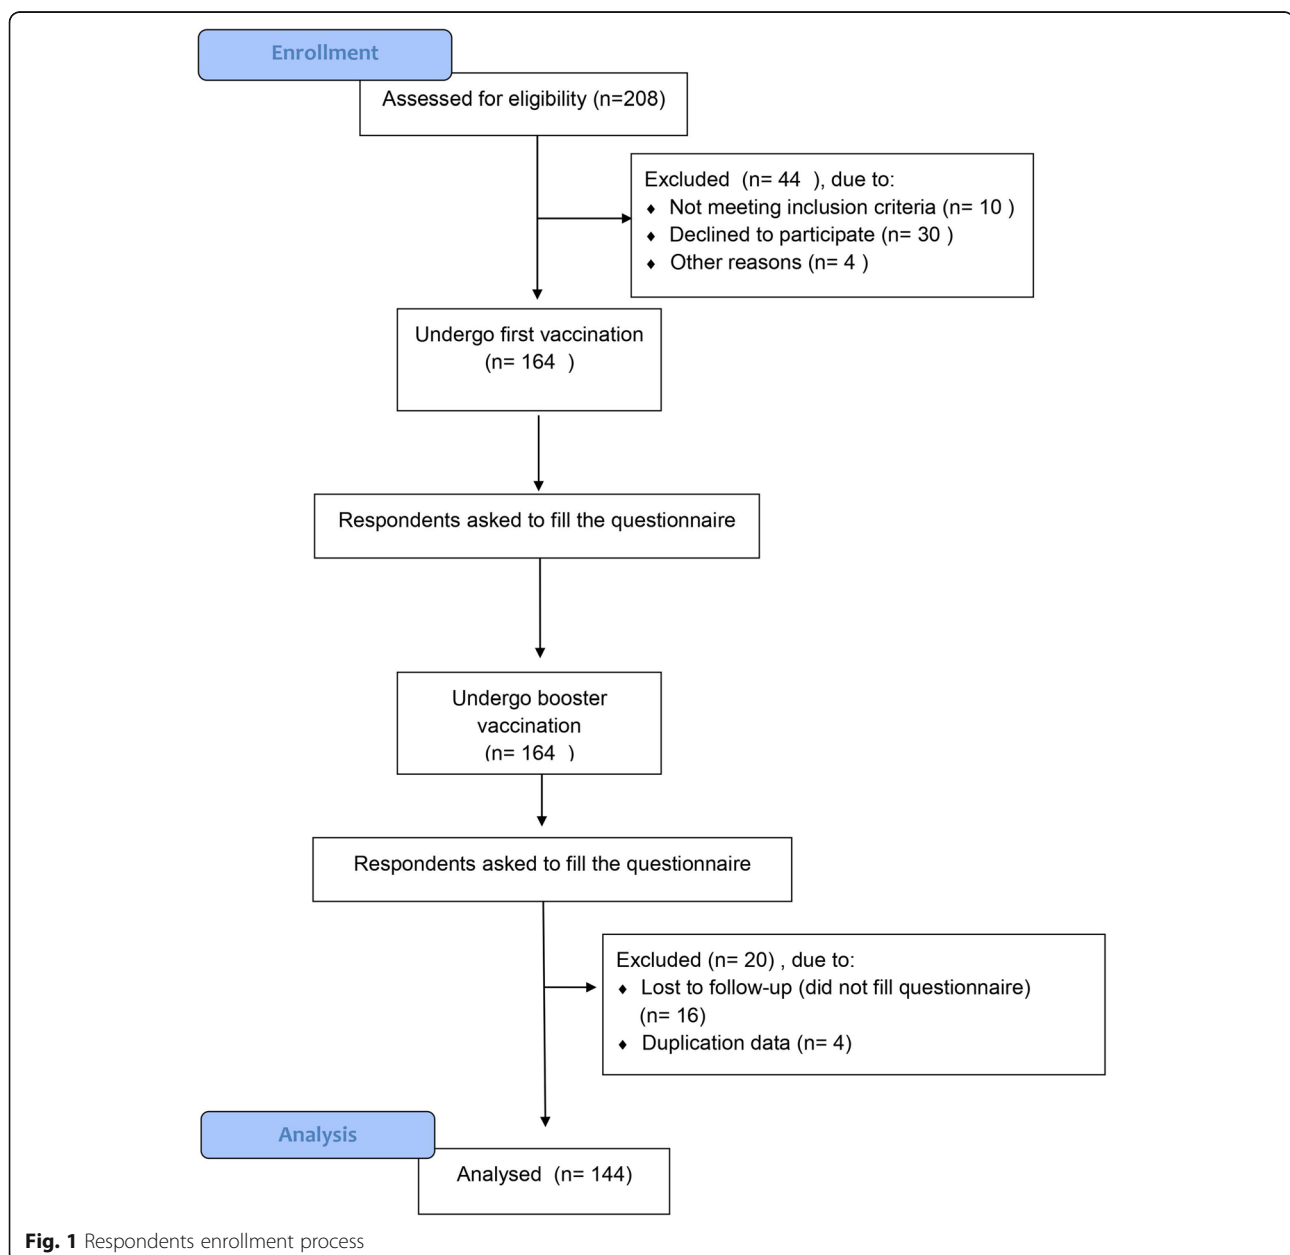 Enrollment
Assessed for eligibility (n=208)
Excluded (n= 44 ), due to:
♦ Not meeting inclusion criteria (n= 10 )
♦ Declined to participate (n= 30 )
♦ Other reasons (n= 4 )
Undergo first vaccination
(n= 164 )
Respondents asked to fill the questionnaire
Undergo booster
vaccination
(n= 164 )
Respondents asked to fill the questionnaire
Excluded (n= 20) , due to:
♦ Lost to follow-up (did not fill questionnaire)
(n= 16)
♦ Duplication data (n= 4)
Analysis
Analysed (n= 144)
Fig. 1 Respondents enrollment process